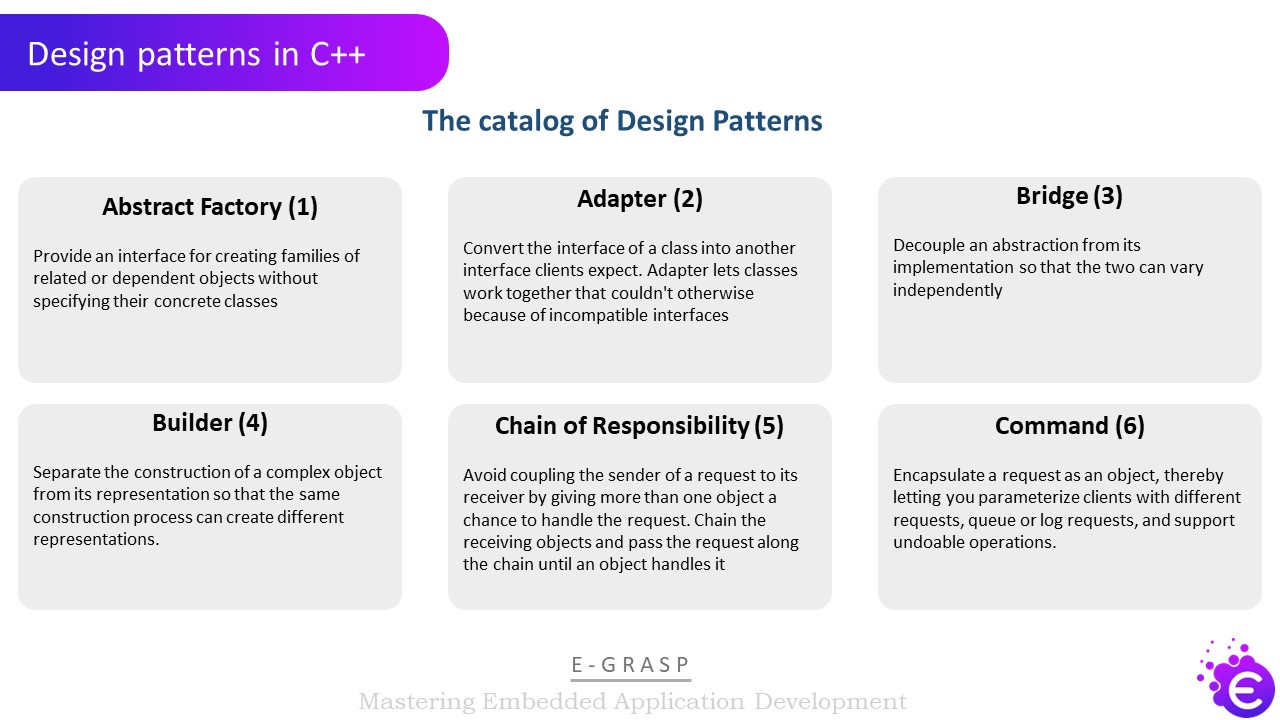 Design patterns in C++
The catalog of Design Patterns
Abstract Factory (1)
Provide an interface for creating families of
related or dependent objects without
specifying their concrete classes
Adapter (2)
Convert the interface of a class into another
interface clients expect. Adapter lets classes
work together that couldn't otherwise
because of incompatible interfaces
Bridge (3)
Decouple an abstraction from its
implementation so that the two can vary
independently
Builder (4)
Separate the construction of a complex object
from its representation so that the same
construction process can create different
representations.
Chain of Responsibility (5)
Avoid coupling the sender of a request to its
receiver by giving more than one object a
chance to handle the request. Chain the
receiving objects and pass the request along
the chain until an object handles it
Command (6)
Encapsulate a request as an object, thereby
letting you parameterize clients with different
requests, queue or log requests, and support
undoable operations.
E-GRASP
Mastering Embedded Application Development
e